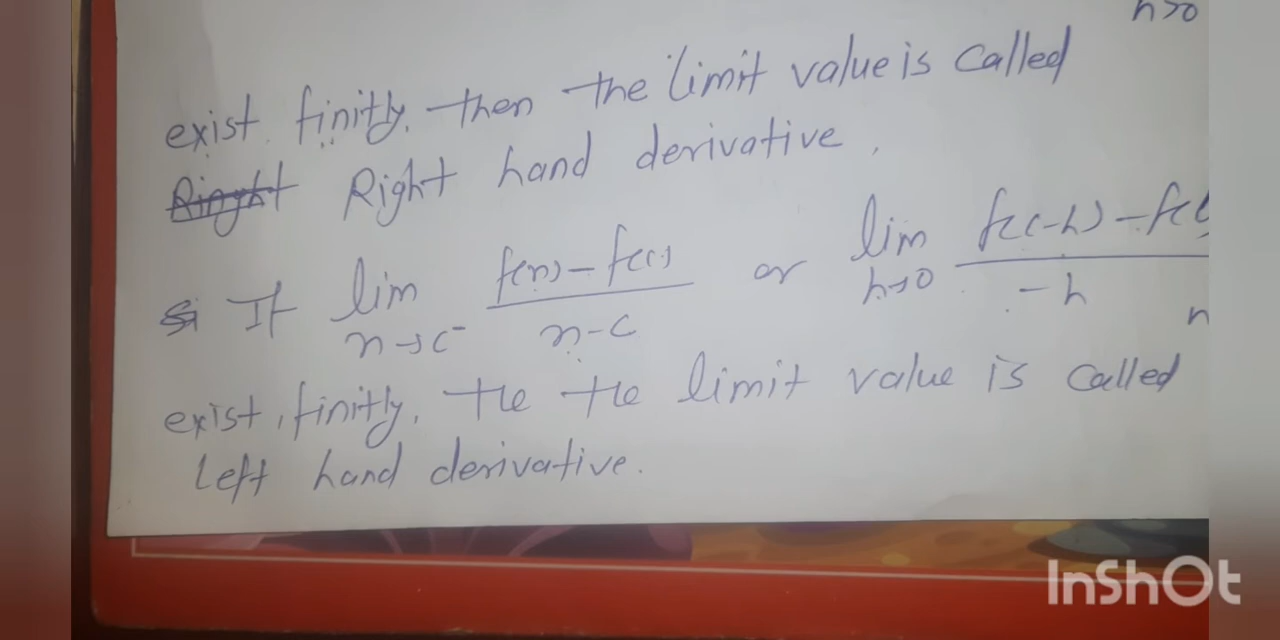 h>0
exist finitly, then the limit value is called
Right hand derivative.
If lim f(x)-f(c) or lim f(c-h)-f(c
x→c⁻ x-c h→0 -h
exist, finitly, the the limit value is called
Left hand derivative.
InShOt